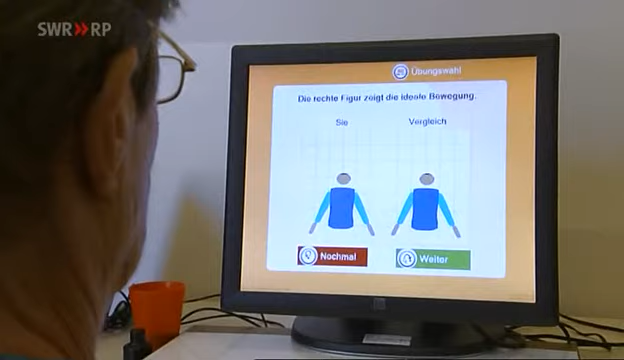 SWR»RP
Übungswahl
Die rechte Figur zeigt die ideale Bewegung.
Sie Vergleich
Nochmal Weiter